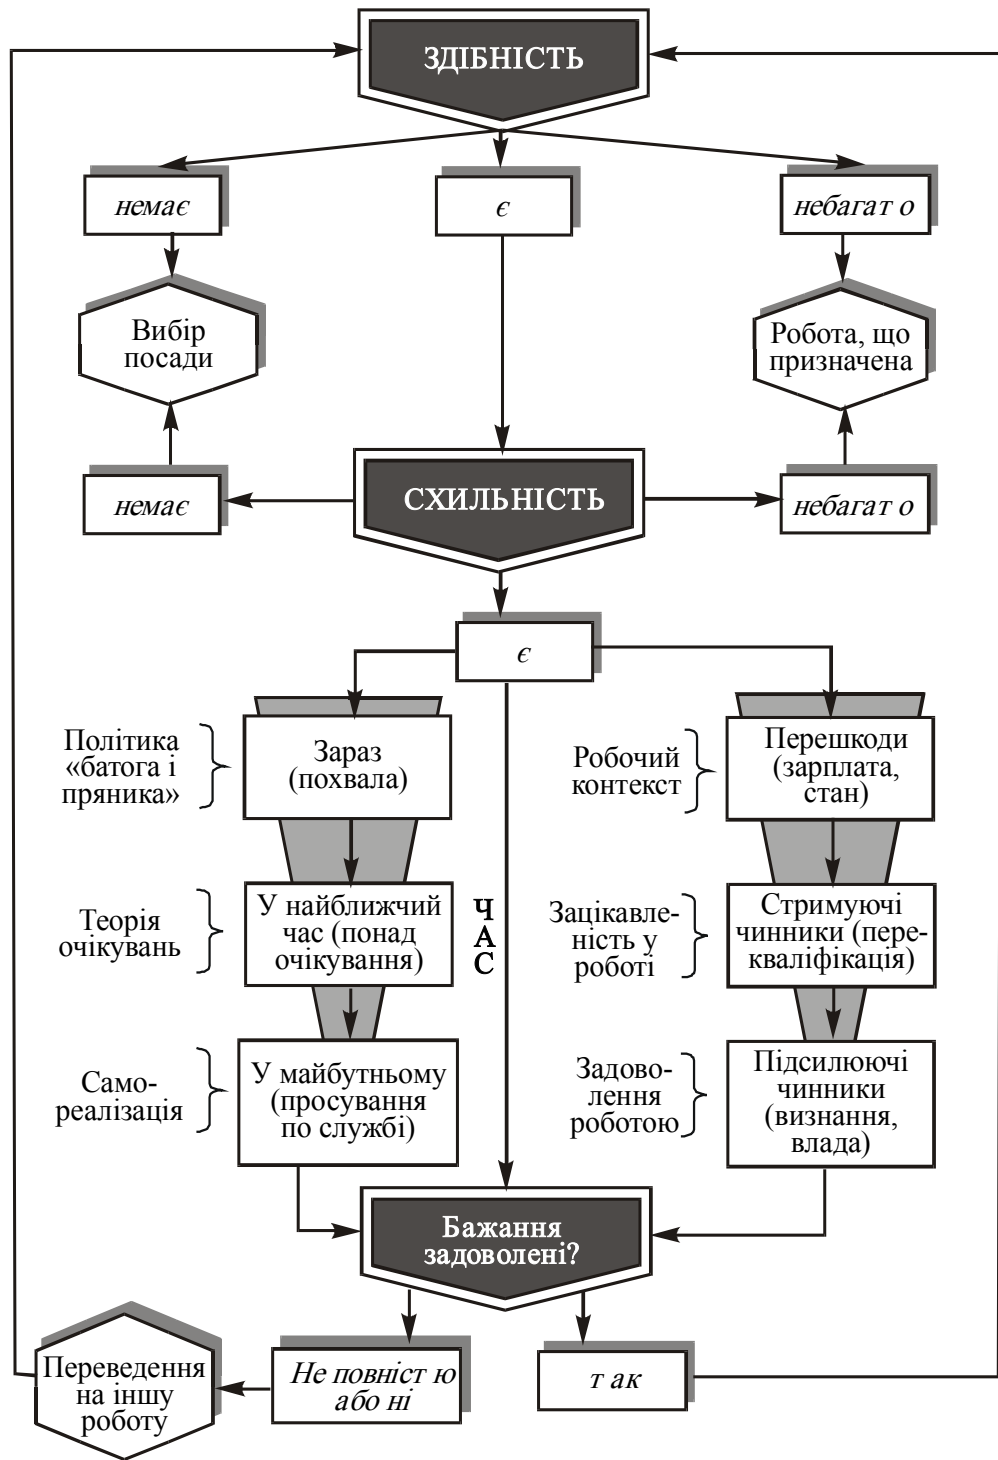 ЗДІБНІСТЬ
немає
є
небагат о
Вибір
посади
Робота, що
призначена
немає
СХИЛЬНІСТЬ
небагат о
є
Політика
«батога і
пряника»
Зараз
(похвала)
Робочий
контекст
Перешкоди
(зарплата,
стан)
Теорія
очікувань
У найближчий
час (понад
очікування)
Ч
А
С
Зацікавле-
ність у
роботі
Стримуючі
чинники (пере-
кваліфікація)
Само-
реалізація
У майбутньому
(просування
по службі)
Задово-
лення
роботою
Підсилюючі
чинники
(визнання,
влада)
Бажання
задоволені?
Переведення
на іншу
роботу
Не повніст ю
або ні
т ак